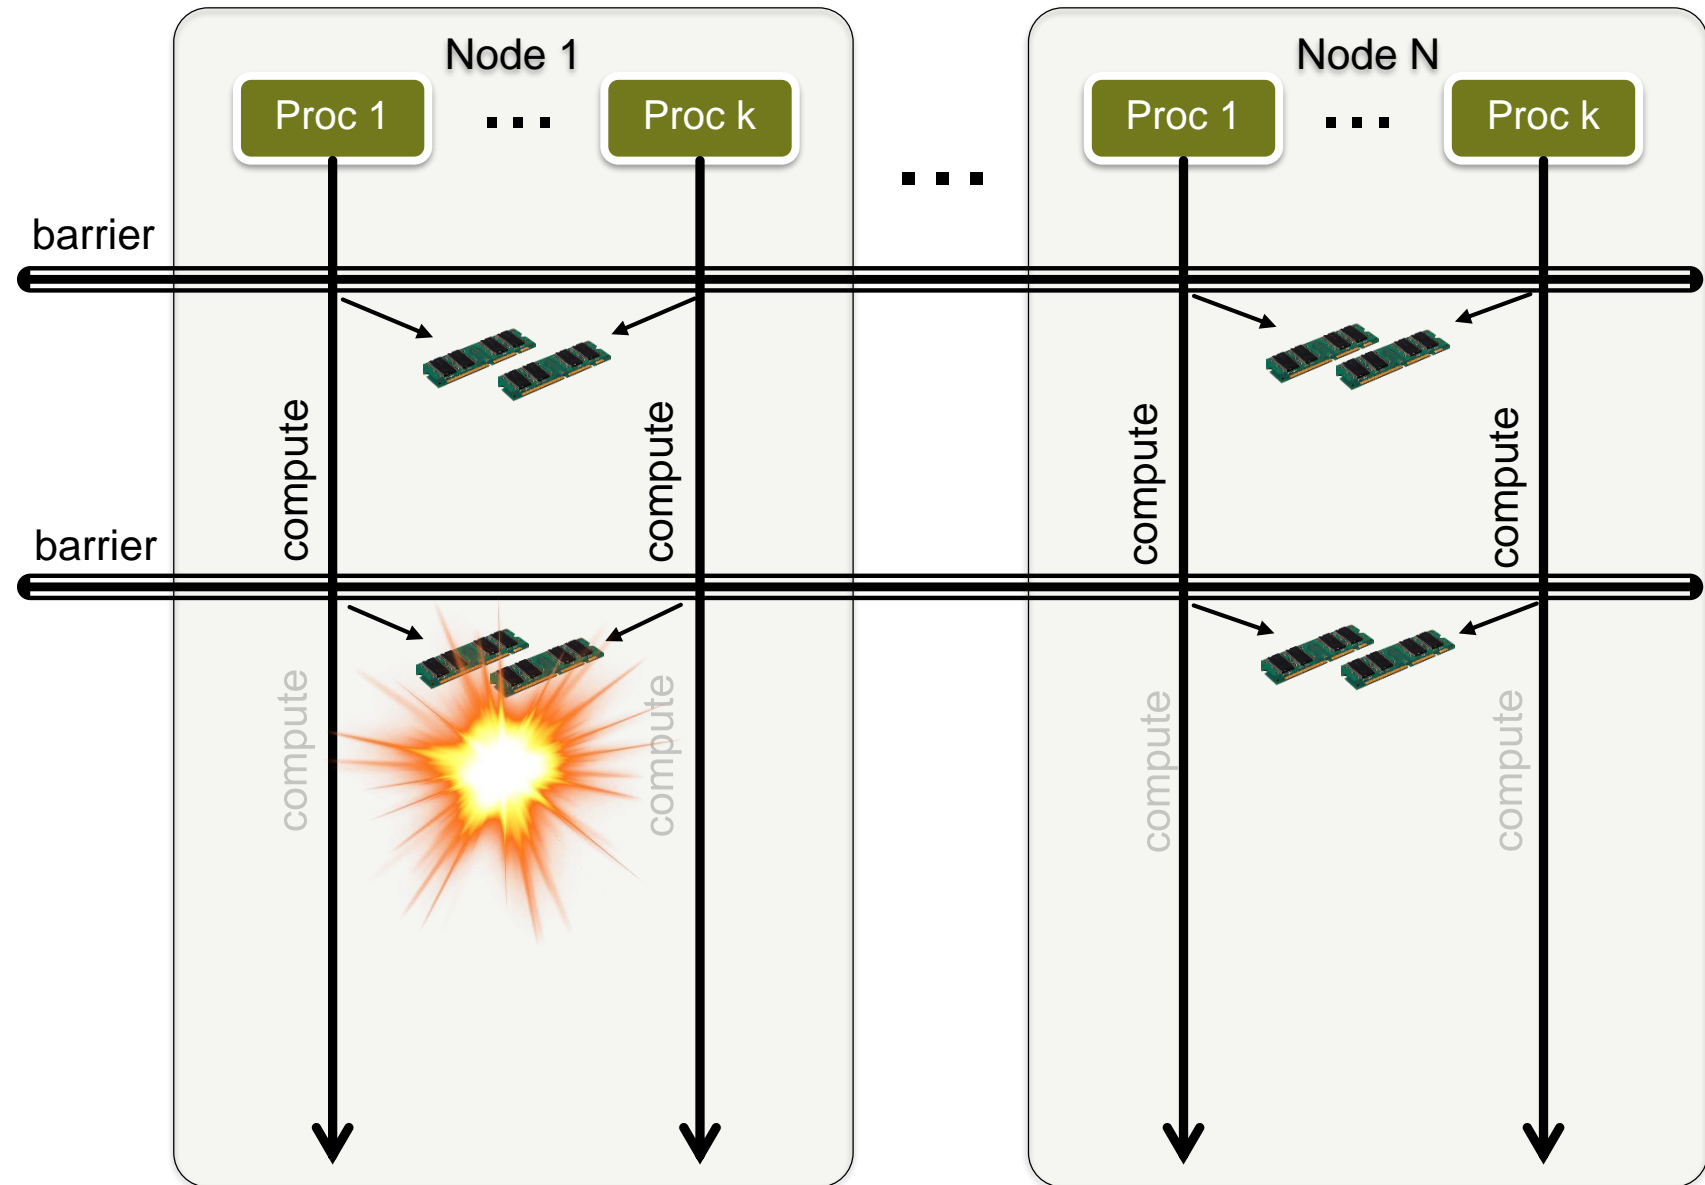 Node 1
Node N
Proc 1
...
Proc k
...
Proc 1
...
Proc k
barrier
compute
compute
compute
compute
barrier
compute
compute
compute
compute